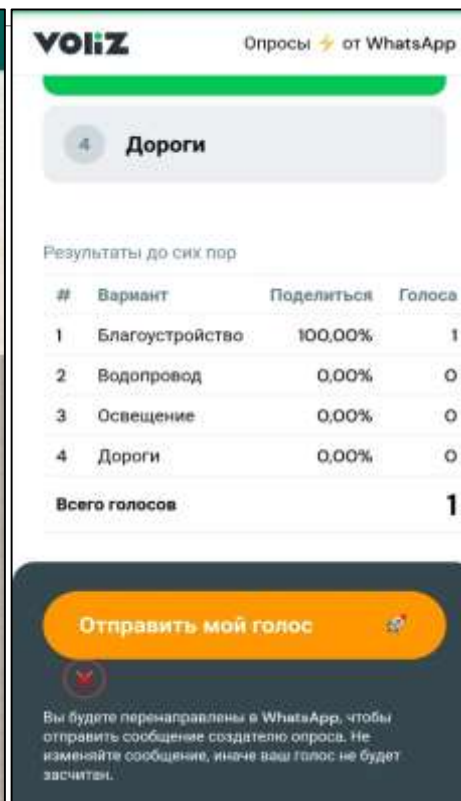 VOLIZ
Опросы ⚡ от WhatsApp
4 Дороги
Результаты до сих пор
# Вариант Поделиться Голоса
1 Благоустройство 100,00% 1
2 Водопровод 0,00% 0
3 Освещение 0,00% 0
4 Дороги 0,00% 0
Всего голосов 1
Отправить мой голос 🚀
Вы будете перенаправлены в WhatsApp, чтобы
отправить сообщение создателю опроса. Не
изменяйте сообщение, иначе ваш голос не будет
засчитан.